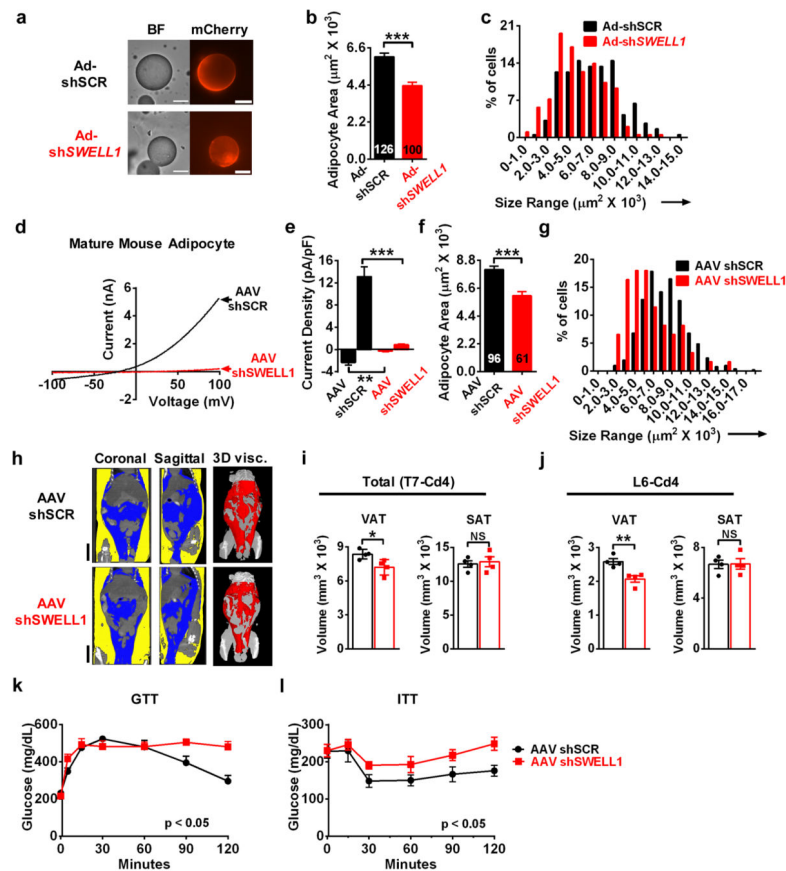 a
BF
mCherry
Ad-
shSCR
Ad-
shSWELL1
b
***
Adipocyte Area (μm² X 10³)
6.6
4.4
2.2
0.0
126
100
Ad-
shSCR
Ad-
shSWELL1
c
Ad-shSCR
Ad-shSWELL1
% of cells
21
14
7
0
0-1.0
2.0-3.0
4.0-5.0
6.0-7.0
8.0-9.0
10.0-11.0
12.0-13.0
14.0-15.0
Size Range (μm² X 10³)
d
Mature Mouse Adipocyte
Current (nA)
6
4
2
-2
-100
-50
50
100
Voltage (mV)
AAV
shSCR
AAV
shSWELL1
e
***
Current Density (pA/pF)
16
12
8
4
0
-4
**
AAV
shSCR
AAV
shSWELL1
f
***
Adipocyte Area (μm² X 10³)
8.8
6.6
4.4
2.2
0.0
96
61
AAV
shSCR
AAV
shSWELL1
g
AAV shSCR
AAV shSWELL1
% of cells
20
15
10
5
0
0-1.0
2.0-3.0
4.0-5.0
6.0-7.0
8.0-9.0
10.0-11.0
12.0-13.0
14.0-15.0
16.0-17.0
Size Range (μm² X 10³)
h
Coronal
Sagittal
3D visc.
AAV
shSCR
AAV
shSWELL1
i
Total (T7-Cd4)
VAT
*
Volume (mm³ X 10³)
9
6
3
0
SAT
NS
Volume (mm³ X 10³)
15
10
5
0
j
L6-Cd4
VAT
**
Volume (mm³ X 10³)
3
2
1
0
SAT
NS
Volume (mm³ X 10³)
9
6
3
0
k
GTT
Glucose (mg/dL)
600
400
200
0
0
30
60
90
120
Minutes
p < 0.05
l
ITT
Glucose (mg/dL)
300
200
100
0
0
30
60
90
120
Minutes
p < 0.05
AAV shSCR
AAV shSWELL1